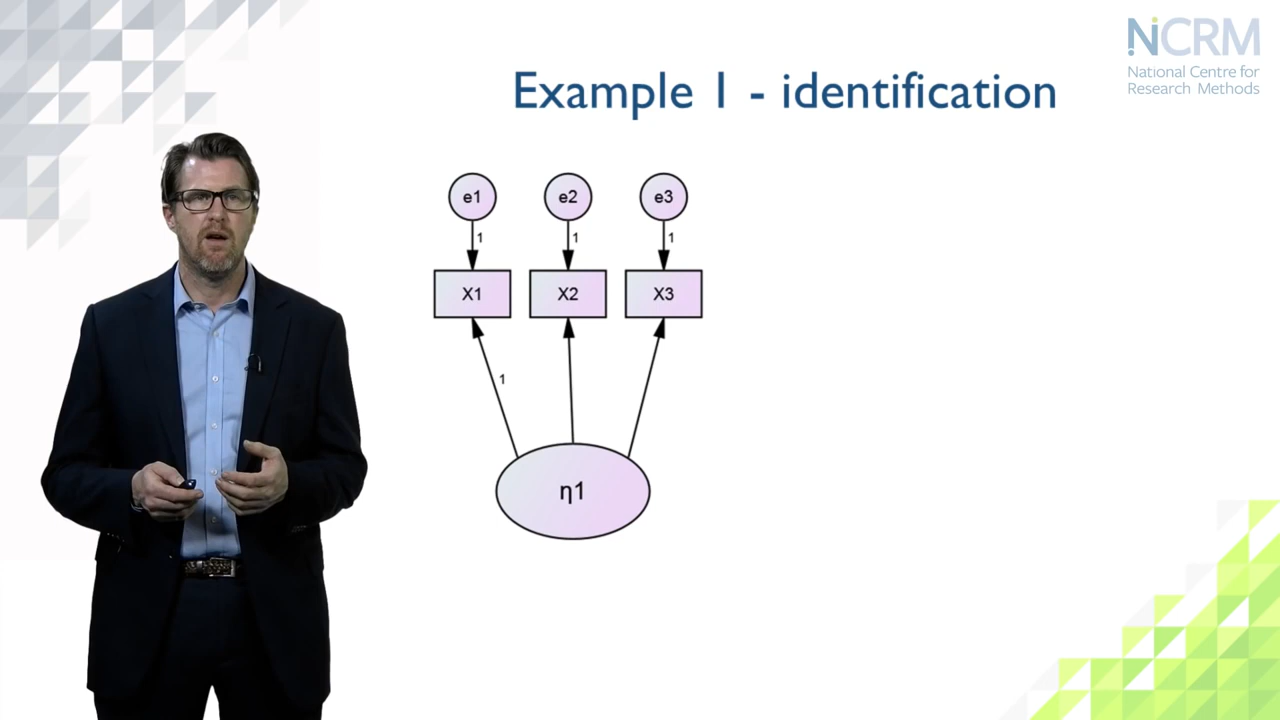 NCRM
National Centre for
Research Methods
Example 1 - identification
e1 e2 e3
1 1 1
X1 X2 X3
1
η1